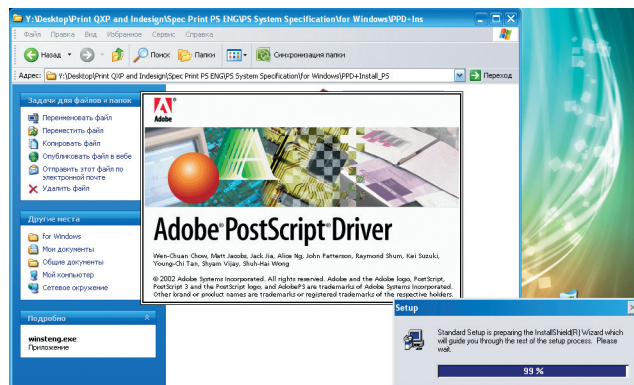 Y:\Desktop\Print QXP and Indesign\Spec Print PS ENG\PS System Specification\for Windows\PPD+Ins
Файл Правка Вид Избранное Сервис Справка
Назад Поиск Папки Синхронизация папки
Адрес: Y:\Desktop\Print QXP and Indesign\Spec Print PS ENG\PS System Specification\for Windows\PPD+Install_PS Переход
Задачи для файлов и папок
Переименовать файл
Переместить файл
Копировать файл
Опубликовать файл в вебе
Отправить этот файл по
электронной почте
Удалить файл
Другие места
for Windows
Мои документы
Общие документы
Мой компьютер
Сетевое окружение
Подробно
winsteng.exe
Приложение
Adobe
Adobe® PostScript® Driver
Wen-Chuan Chow, Matt Jacobs, Jack Jia, Alice Ng, John Patterson, Raymond Shum, Kei Suzuki,
Young-Chi Tan, Shyam Vijay, Shuh-Hai Wong
© 2002 Adobe Systems Incorporated. All rights reserved. Adobe and the Adobe logo, PostScript,
PostScript 3 and the PostScript logo, and AdobePS are trademarks of Adobe Systems Incorporated.
Other brand or product names are trademarks or registered trademarks of the respective holders.
Setup
Standard Setup is preparing the InstallShield(R) Wizard which
will guide you through the rest of the setup process. Please
wait.
99 %